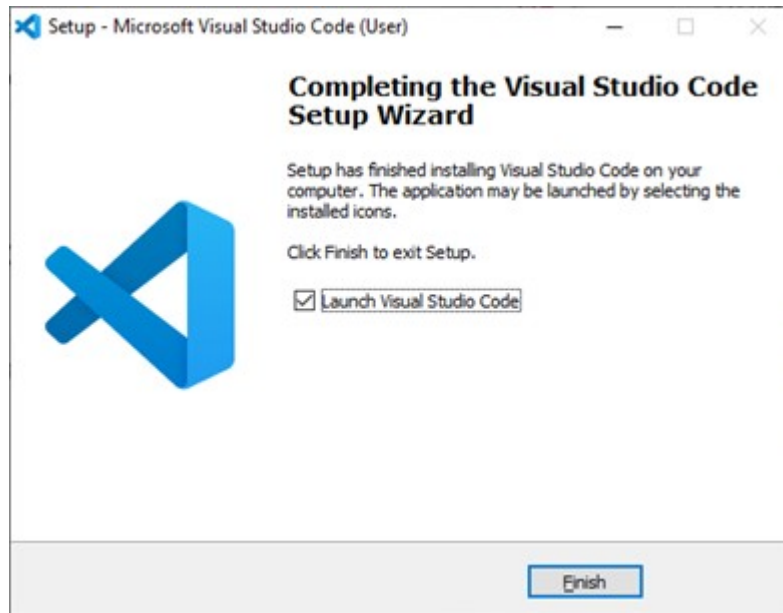 Setup - Microsoft Visual Studio Code (User)
Completing the Visual Studio Code
Setup Wizard
Setup has finished installing Visual Studio Code on your
computer. The application may be launched by selecting the
installed icons.
Click Finish to exit Setup.
Launch Visual Studio Code
Finish